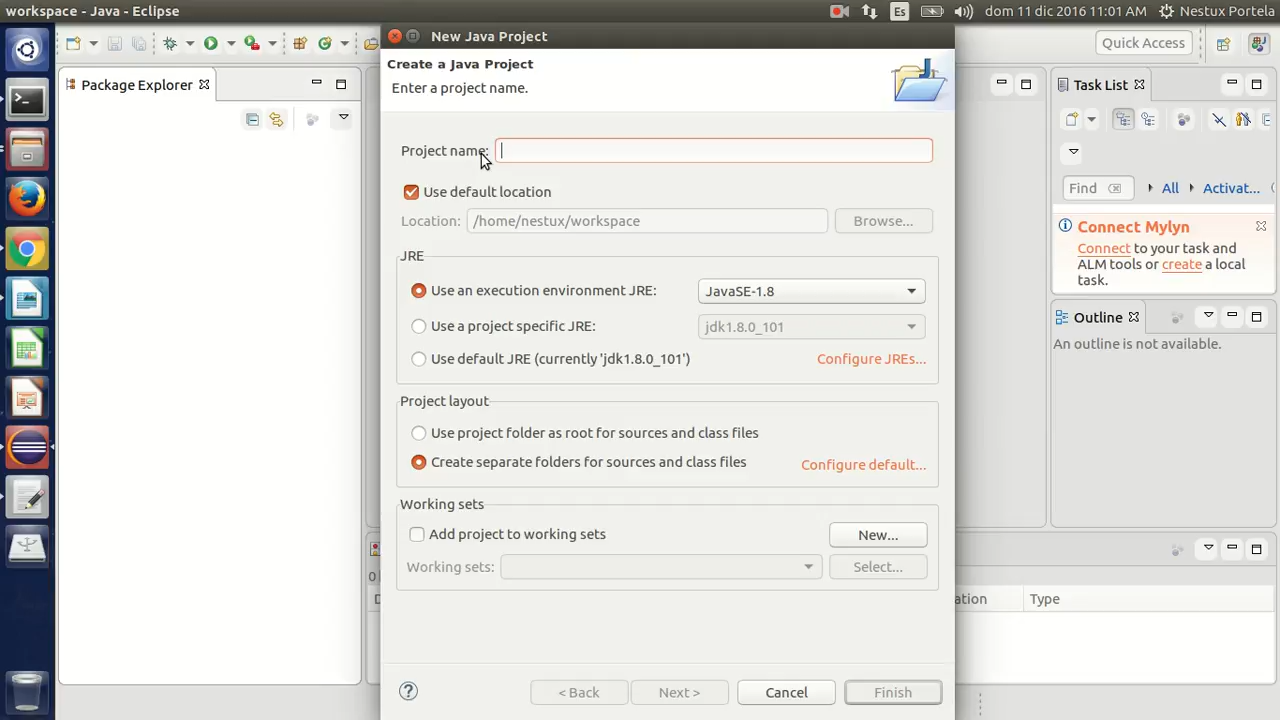 workspace - Java - Eclipse
Es
dom 11 dic 2016 11:01 AM
Nestux Portela
New Java Project
Quick Access
Create a Java Project
Enter a project name.
Package Explorer
Task List
Project name:
Use default location
Find
All
Activat...
Location:
/home/nestux/workspace
Browse...
Connect Mylyn
Connect to your task and
ALM tools or create a local
task.
JRE
Use an execution environment JRE:
JavaSE-1.8
Use a project specific JRE:
jdk1.8.0_101
Use default JRE (currently 'jdk1.8.0_101')
Configure JREs...
Outline
An outline is not available.
Project layout
Use project folder as root for sources and class files
Create separate folders for sources and class files
Configure default...
Working sets
Add project to working sets
New...
Working sets:
Select...
0
D
ation
Type
< Back
Next >
Cancel
Finish